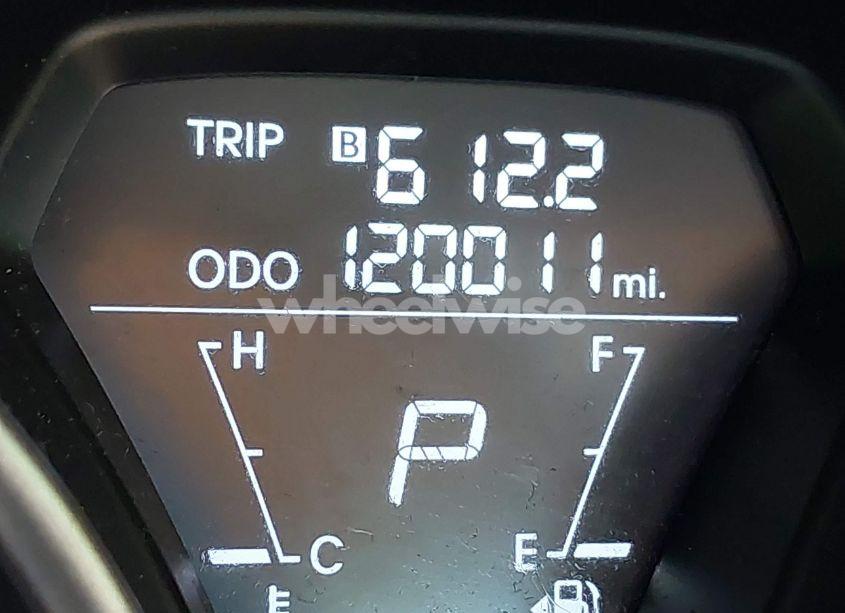 TRIP B 612.2
ODO 120011 mi.
wheelwise
H F
P
C E